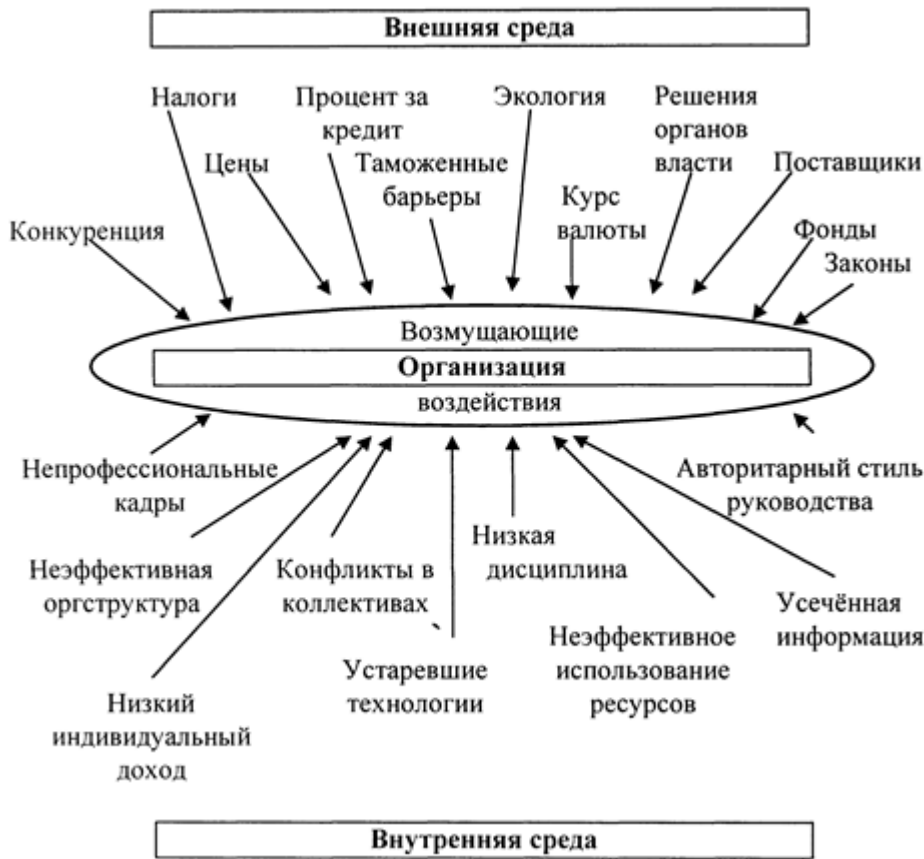 Внешняя среда
Налоги
Процент за
кредит
Экология
Решения
органов
власти
Цены
Таможенные
барьеры
Поставщики
Курс
валюты
Конкуренция
Фонды
Законы
Возмущающие
Организация
воздействия
Непрофессиональные
кадры
Авторитарный стиль
руководства
Низкая
дисциплина
Неэффективная
оргструктура
Конфликты в
коллективах
Усечённая
информация
Неэффективное
использование
ресурсов
Устаревшие
технологии
Низкий
индивидуальный
доход
Внутренняя среда